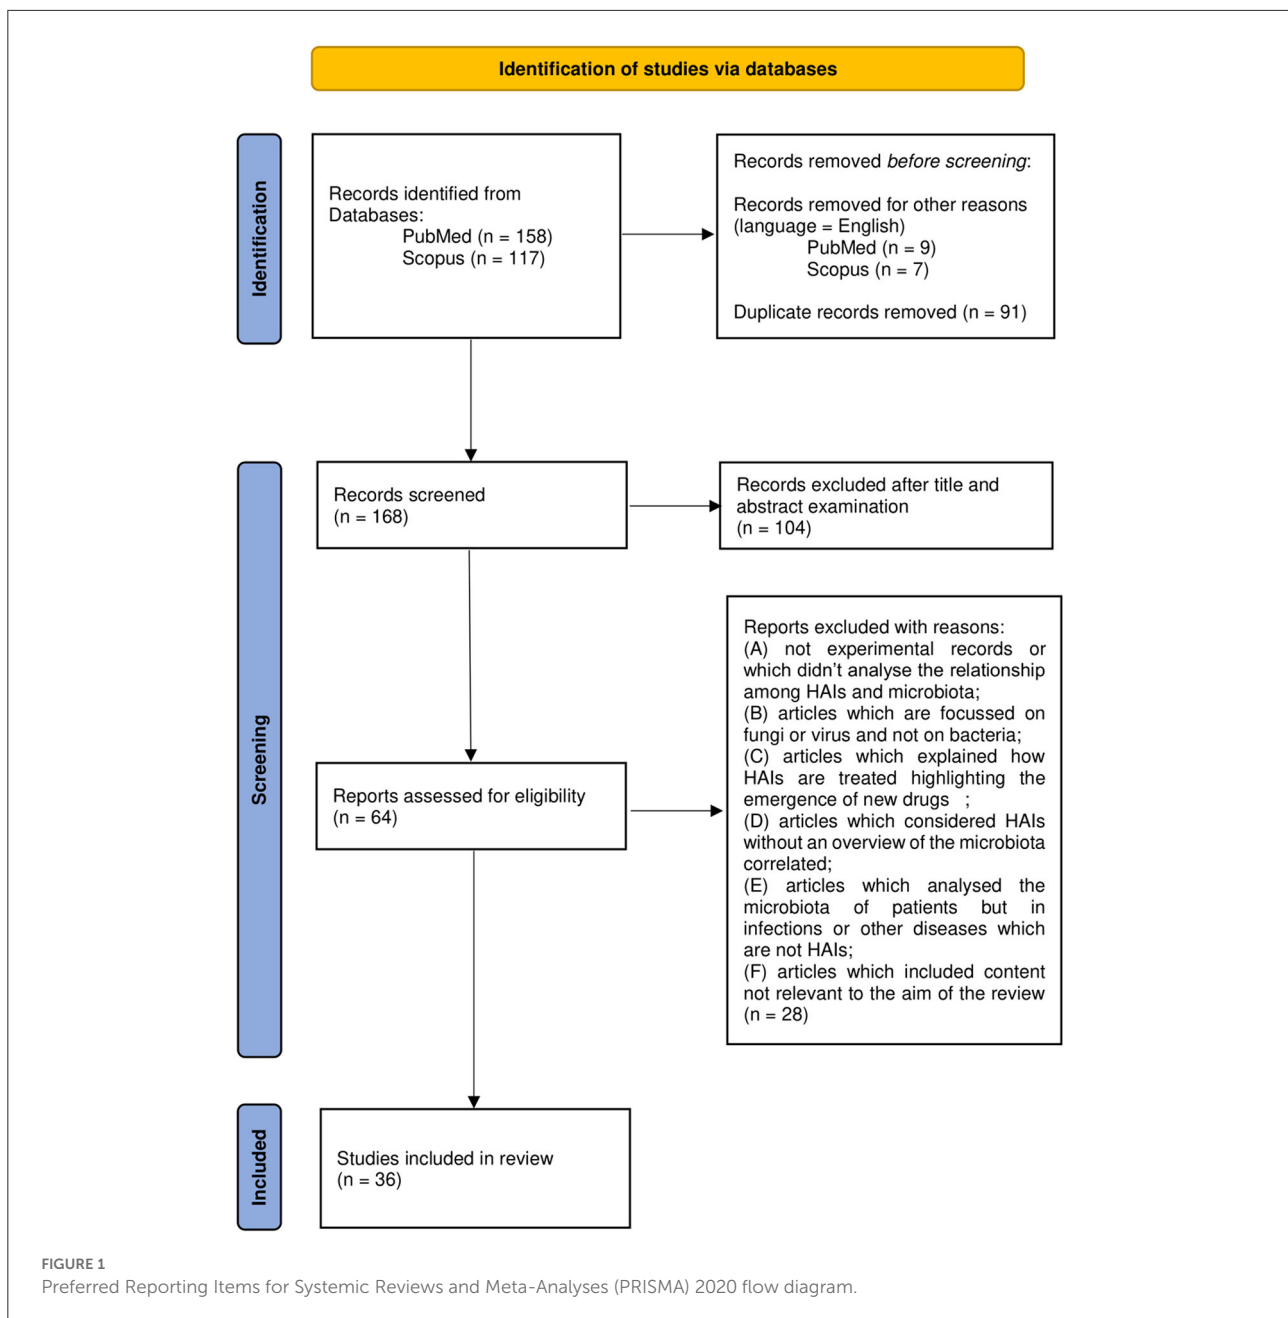 Identification of studies via databases
Identification
Records identified from
Databases:
PubMed (n = 158)
Scopus (n = 117)
Records removed before screening:
Records removed for other reasons
(language = English)
PubMed (n = 9)
Scopus (n = 7)
Duplicate records removed (n = 91)
Screening
Records screened
(n = 168)
Records excluded after title and
abstract examination
(n = 104)
Reports assessed for eligibility
(n = 64)
Reports excluded with reasons:
(A) not experimental records or
which didn't analyse the relationship
among HAIs and microbiota;
(B) articles which are focussed on
fungi or virus and not on bacteria;
(C) articles which explained how
HAIs are treated highlighting the
emergence of new drugs ;
(D) articles which considered HAIs
without an overview of the microbiota
correlated;
(E) articles which analysed the
microbiota of patients but in
infections or other diseases which
are not HAIs;
(F) articles which included content
not relevant to the aim of the review
(n = 28)
Included
Studies included in review
(n = 36)
FIGURE 1
Preferred Reporting Items for Systemic Reviews and Meta-Analyses (PRISMA) 2020 flow diagram.